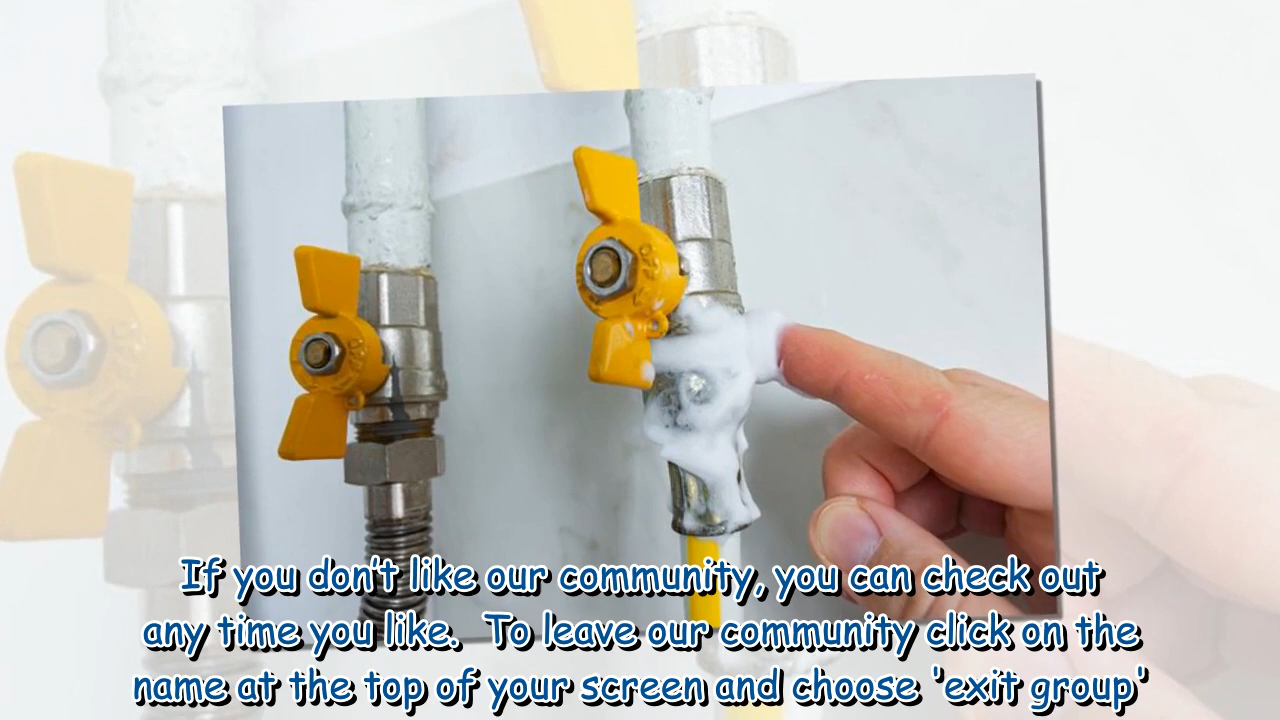 If you don't like our community, you can check out
any time you like.  To leave our community click on the
name at the top of your screen and choose 'exit group'